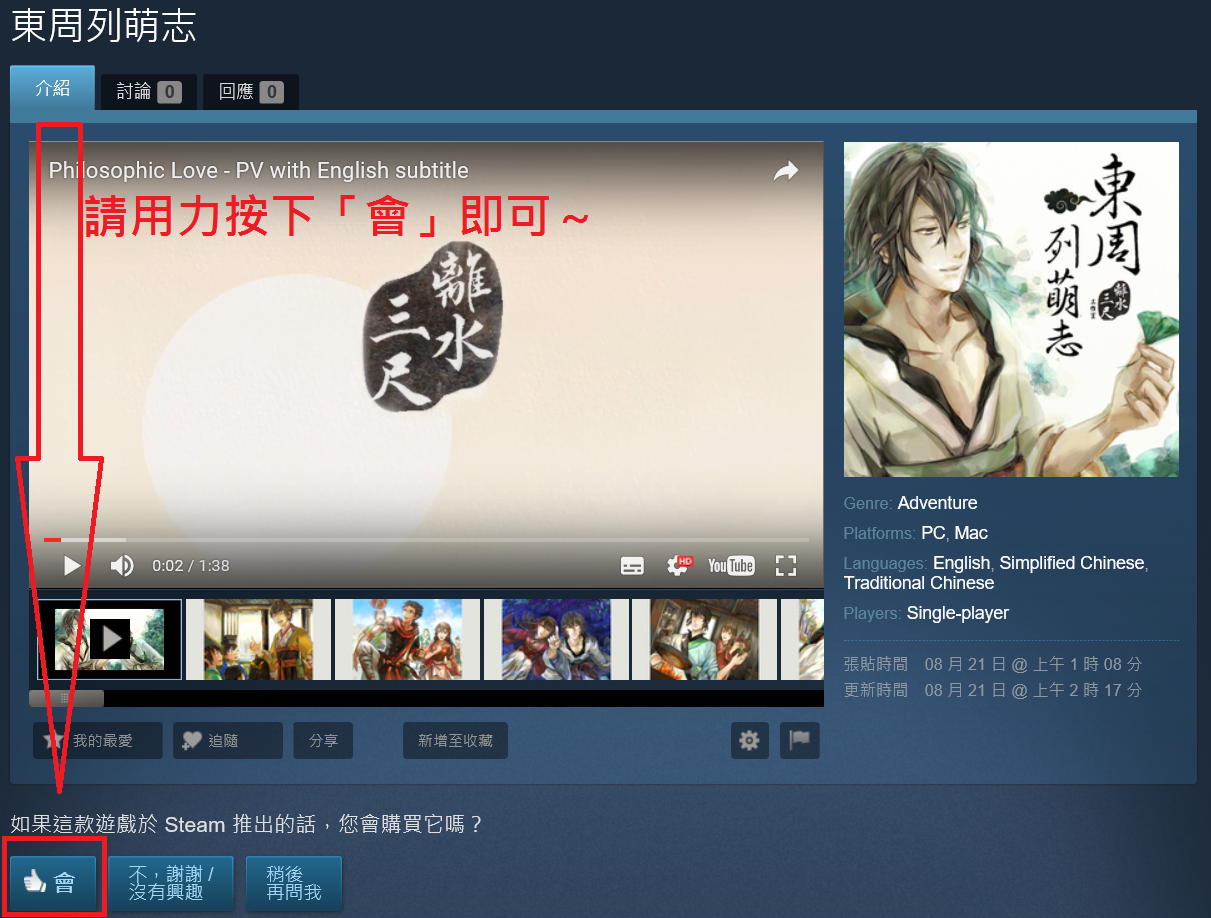 東周列萌志
介紹
討論 0
回應 0
Philosophic Love - PV with English subtitle
請用力按下「會」即可～
離水
三尺
0:02 / 1:38
HD
YouTube
東周
列萌志
離水
三尺
工作室
Genre: Adventure
Platforms: PC, Mac
Languages: English, Simplified Chinese,
Traditional Chinese
Players: Single-player
張貼時間 08 月 21 日 @ 上午 1 時 08 分
更新時間 08 月 21 日 @ 上午 2 時 17 分
我的最愛
追隨
分享
新增至收藏
如果這款遊戲於 Steam 推出的話，您會購買它嗎？
會
不，謝謝 /
沒有興趣
稍後
再問我